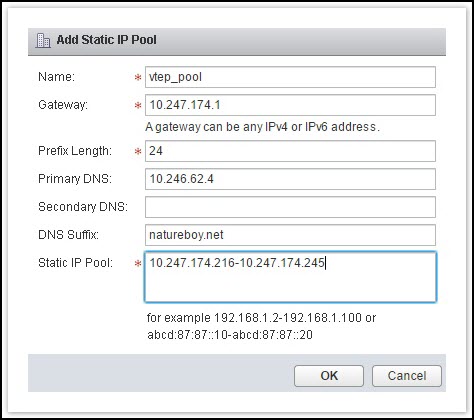 Add Static IP Pool
Name: * vtep_pool
Gateway: * 10.247.174.1
A gateway can be any IPv4 or IPv6 address.
Prefix Length: * 24
Primary DNS: 10.246.62.4
Secondary DNS:
DNS Suffix: natureboy.net
Static IP Pool: * 10.247.174.216-10.247.174.245
for example 192.168.1.2-192.168.1.100 or
abcd:87:87::10-abcd:87:87::20
OK Cancel